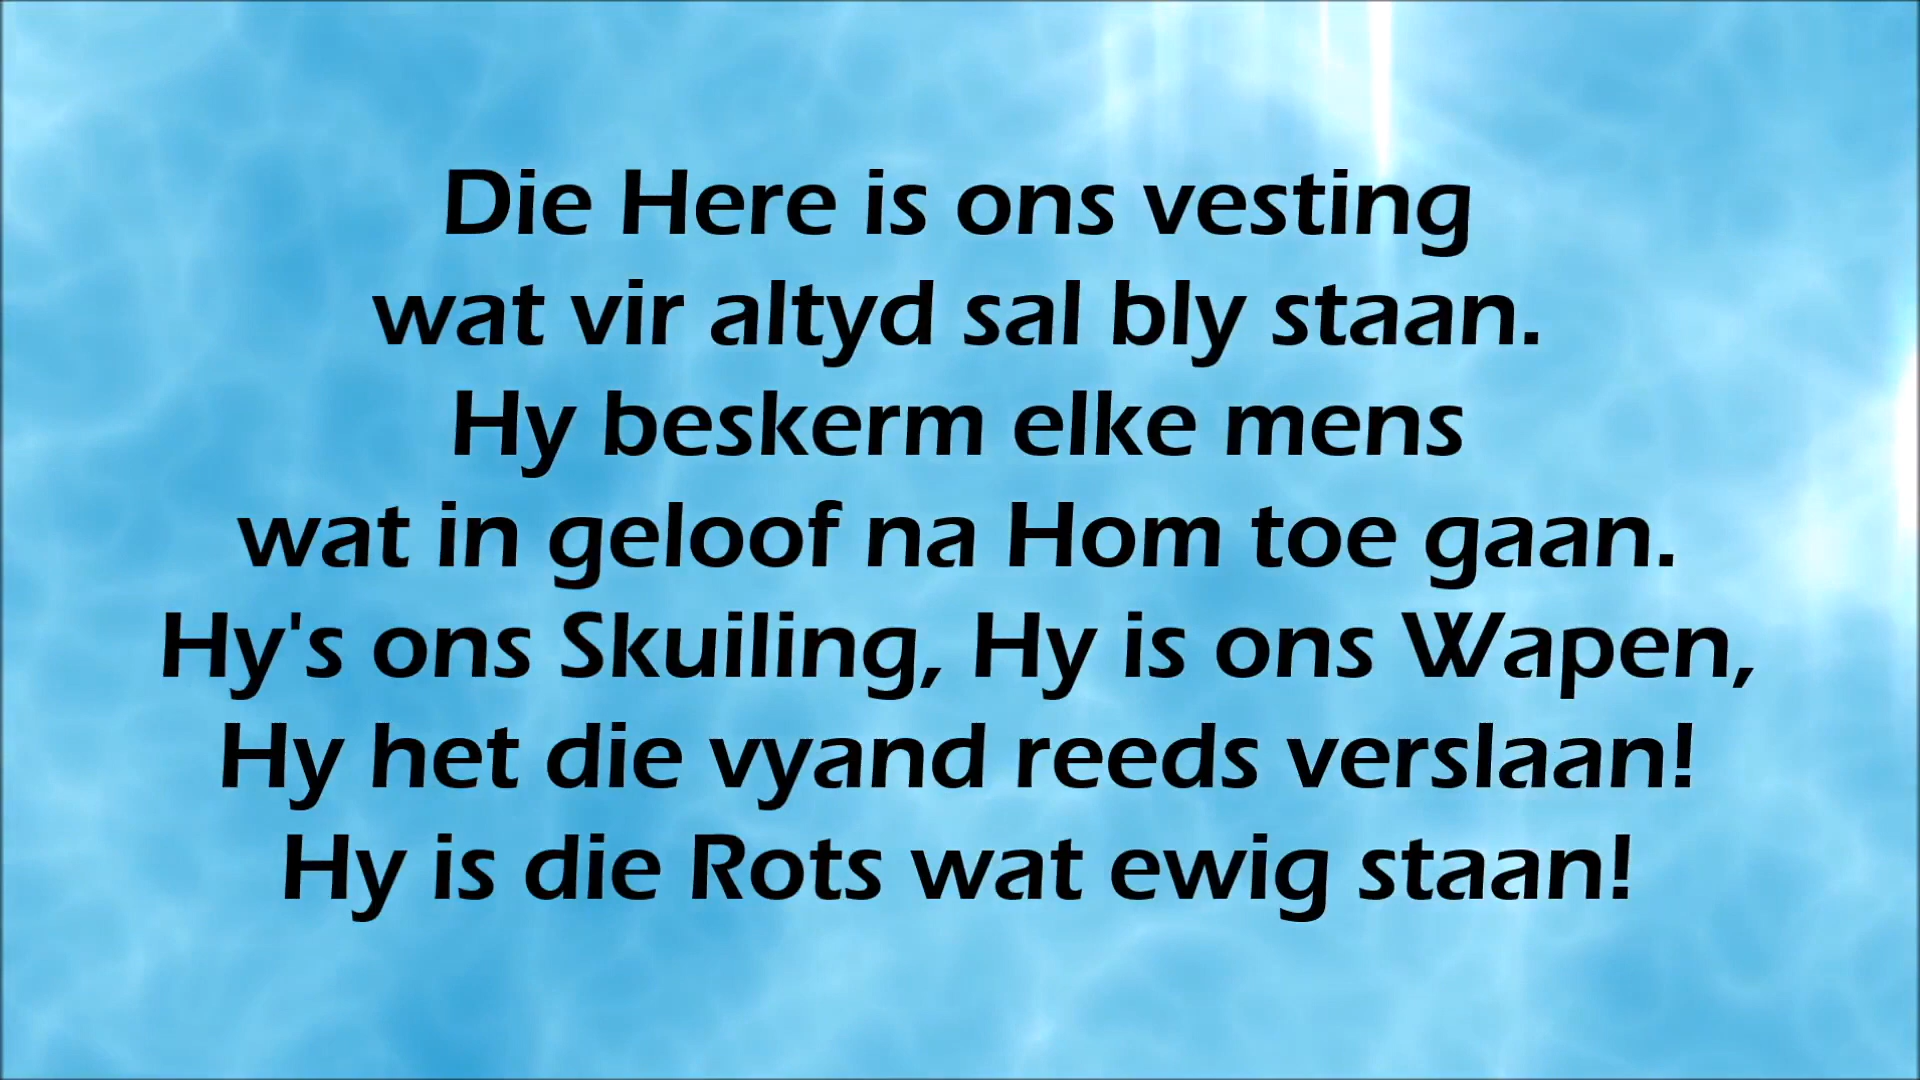 Die Here is ons vesting
wat vir altyd sal bly staan.
Hy beskerm elke mens
wat in geloof na Hom toe gaan.
Hy's ons Skuiling, Hy is ons Wapen,
Hy het die vyand reeds verslaan!
Hy is die Rots wat ewig staan!